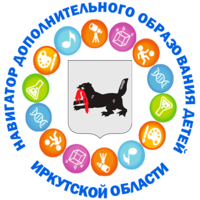 НАВИГАТОР ДОПОЛНИТЕЛЬНОГО ОБРАЗОВАНИЯ ДЕТЕЙ
ИРКУТСКОЙ ОБЛАСТИ